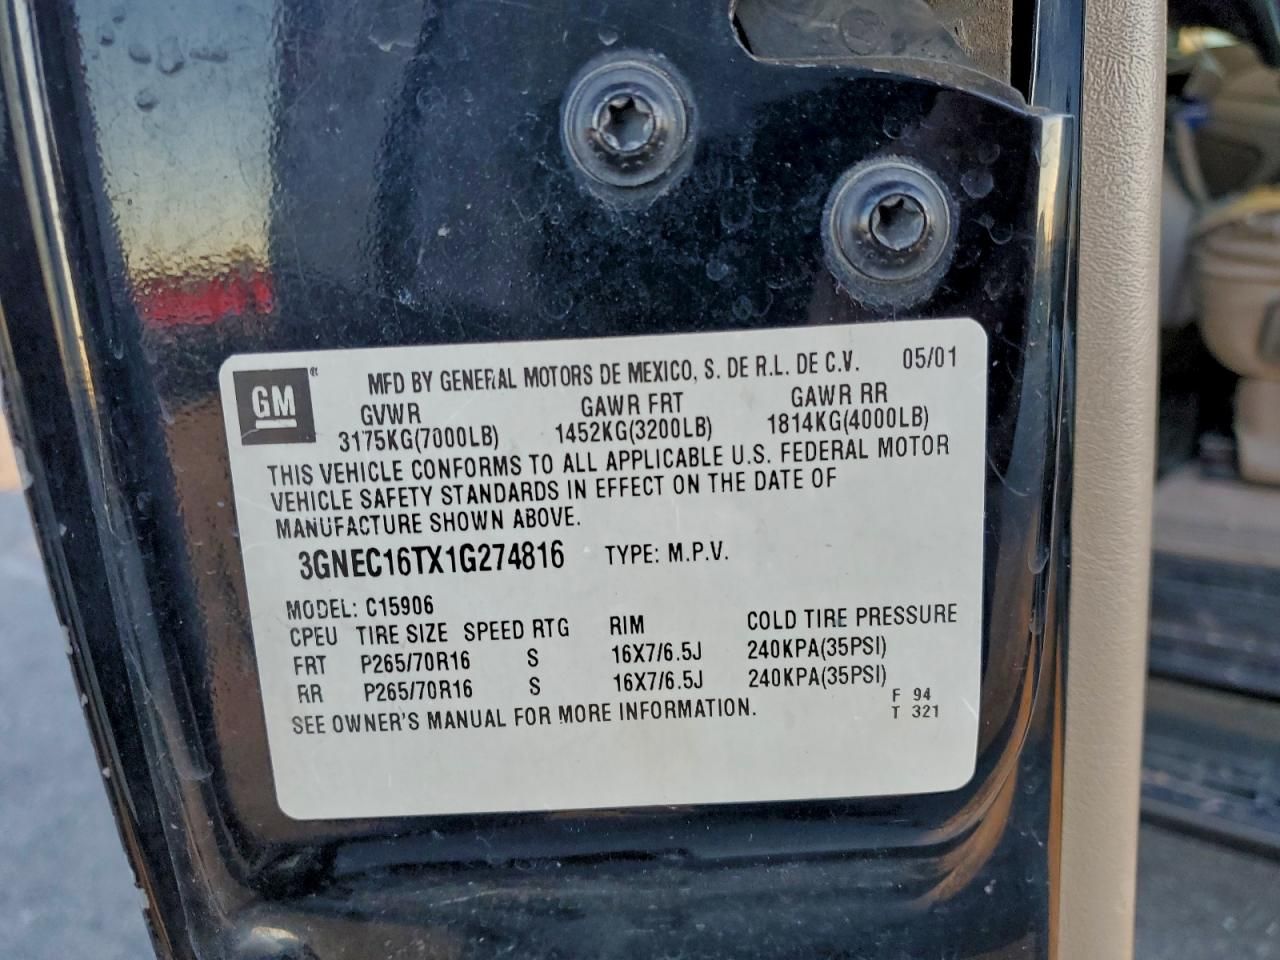 GM ® MFD BY GENERAL MOTORS DE MEXICO, S. DE R.L. DE C.V. 05/01
GVWR GAWR FRT GAWR RR
3175KG(7000LB) 1452KG(3200LB) 1814KG(4000LB)
THIS VEHICLE CONFORMS TO ALL APPLICABLE U.S. FEDERAL MOTOR
VEHICLE SAFETY STANDARDS IN EFFECT ON THE DATE OF
MANUFACTURE SHOWN ABOVE.
3GNEC16TX1G274816 TYPE: M.P.V.
MODEL: C15906
CPEU TIRE SIZE SPEED RTG RIM COLD TIRE PRESSURE
FRT P265/70R16 S 16X7/6.5J 240KPA(35PSI)
RR P265/70R16 S 16X7/6.5J 240KPA(35PSI)
SEE OWNER'S MANUAL FOR MORE INFORMATION.
F 94
T 321